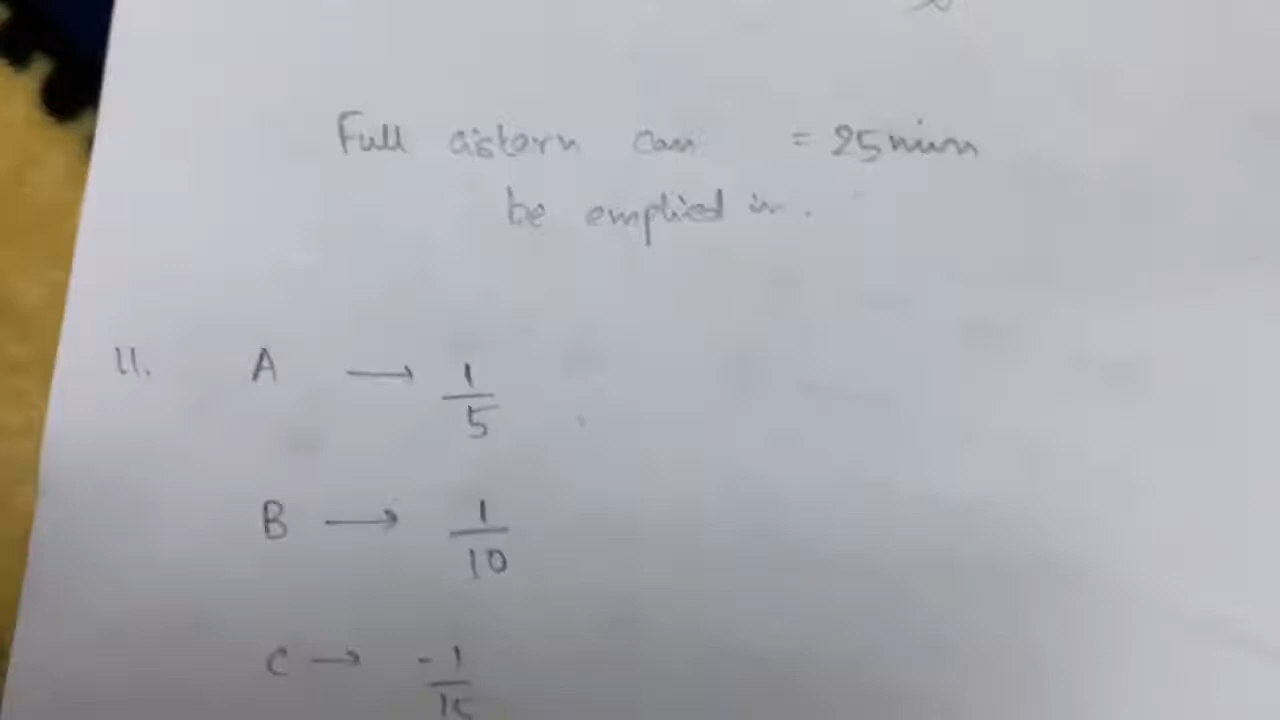 Full cistern can = 25 min
be emptied in.
11. A → 1/5
B → 1/10
C → -1/15